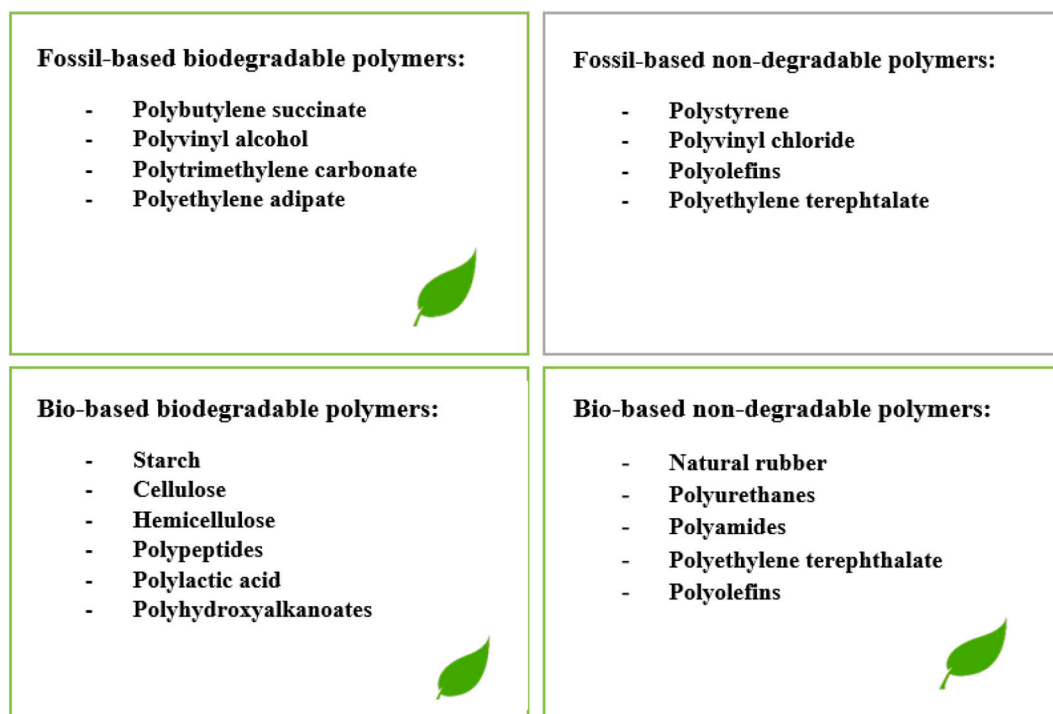 Fossil-based biodegradable polymers:
- Polybutylene succinate
- Polyvinyl alcohol
- Polytrimethylene carbonate
- Polyethylene adipate
Fossil-based non-degradable polymers:
- Polystyrene
- Polyvinyl chloride
- Polyolefins
- Polyethylene terephtalate
Bio-based biodegradable polymers:
- Starch
- Cellulose
- Hemicellulose
- Polypeptides
- Polylactic acid
- Polyhydroxyalkanoates
Bio-based non-degradable polymers:
- Natural rubber
- Polyurethanes
- Polyamides
- Polyethylene terephthalate
- Polyolefins